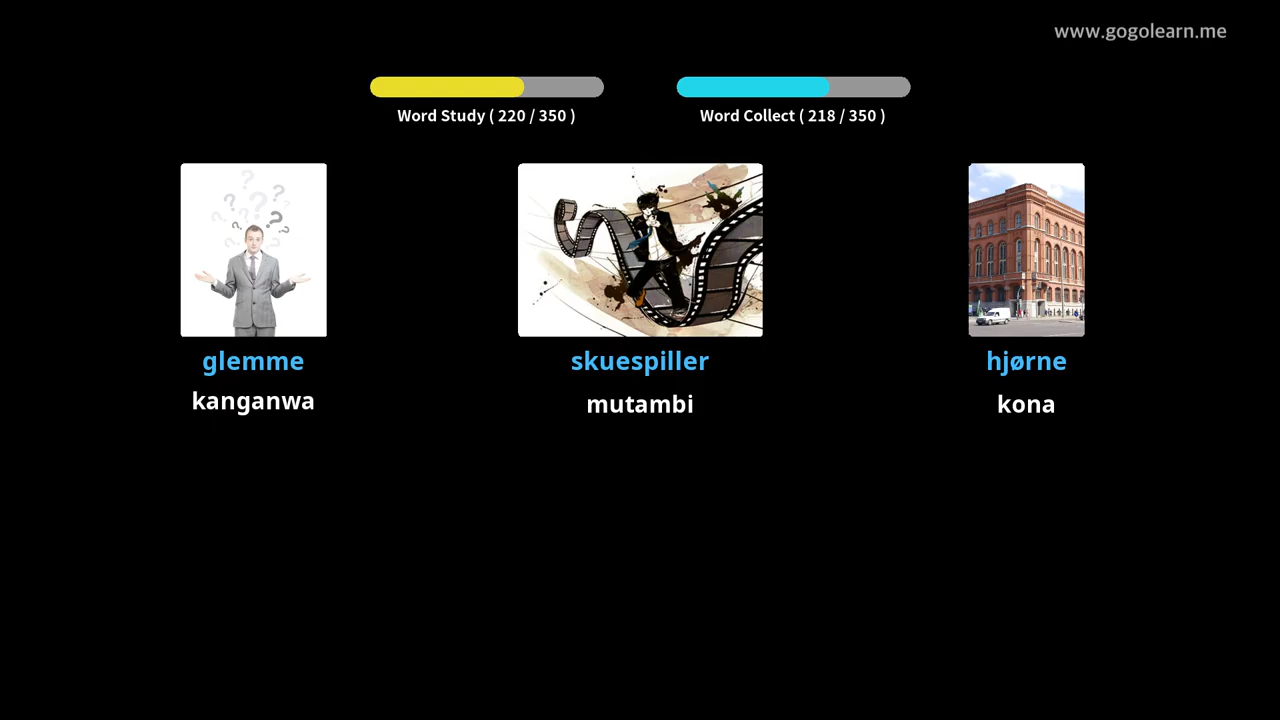 www.gogolearn.me
Word Study ( 220 / 350 )
Word Collect ( 218 / 350 )
glemme
skuespiller
hjørne
kanganwa
mutambi
kona